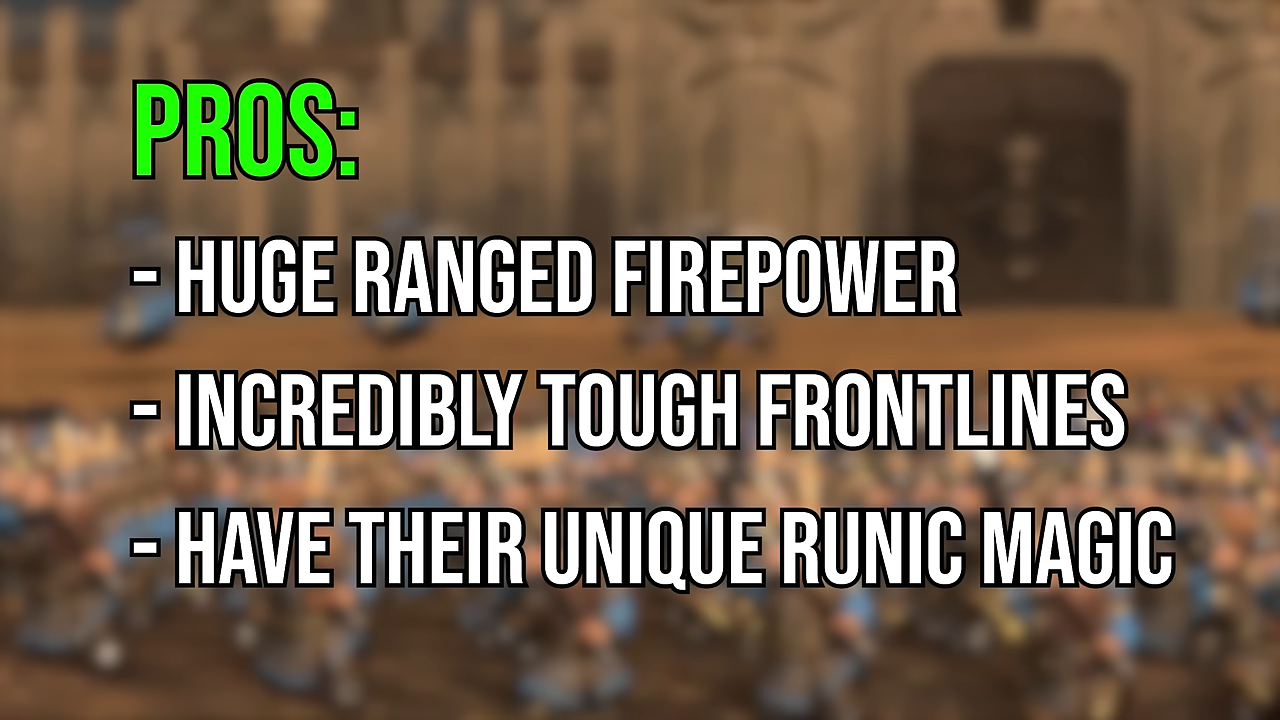 PROS:
- HUGE RANGED FIREPOWER
- INCREDIBLY TOUGH FRONTLINES
- HAVE THEIR UNIQUE RUNIC MAGIC